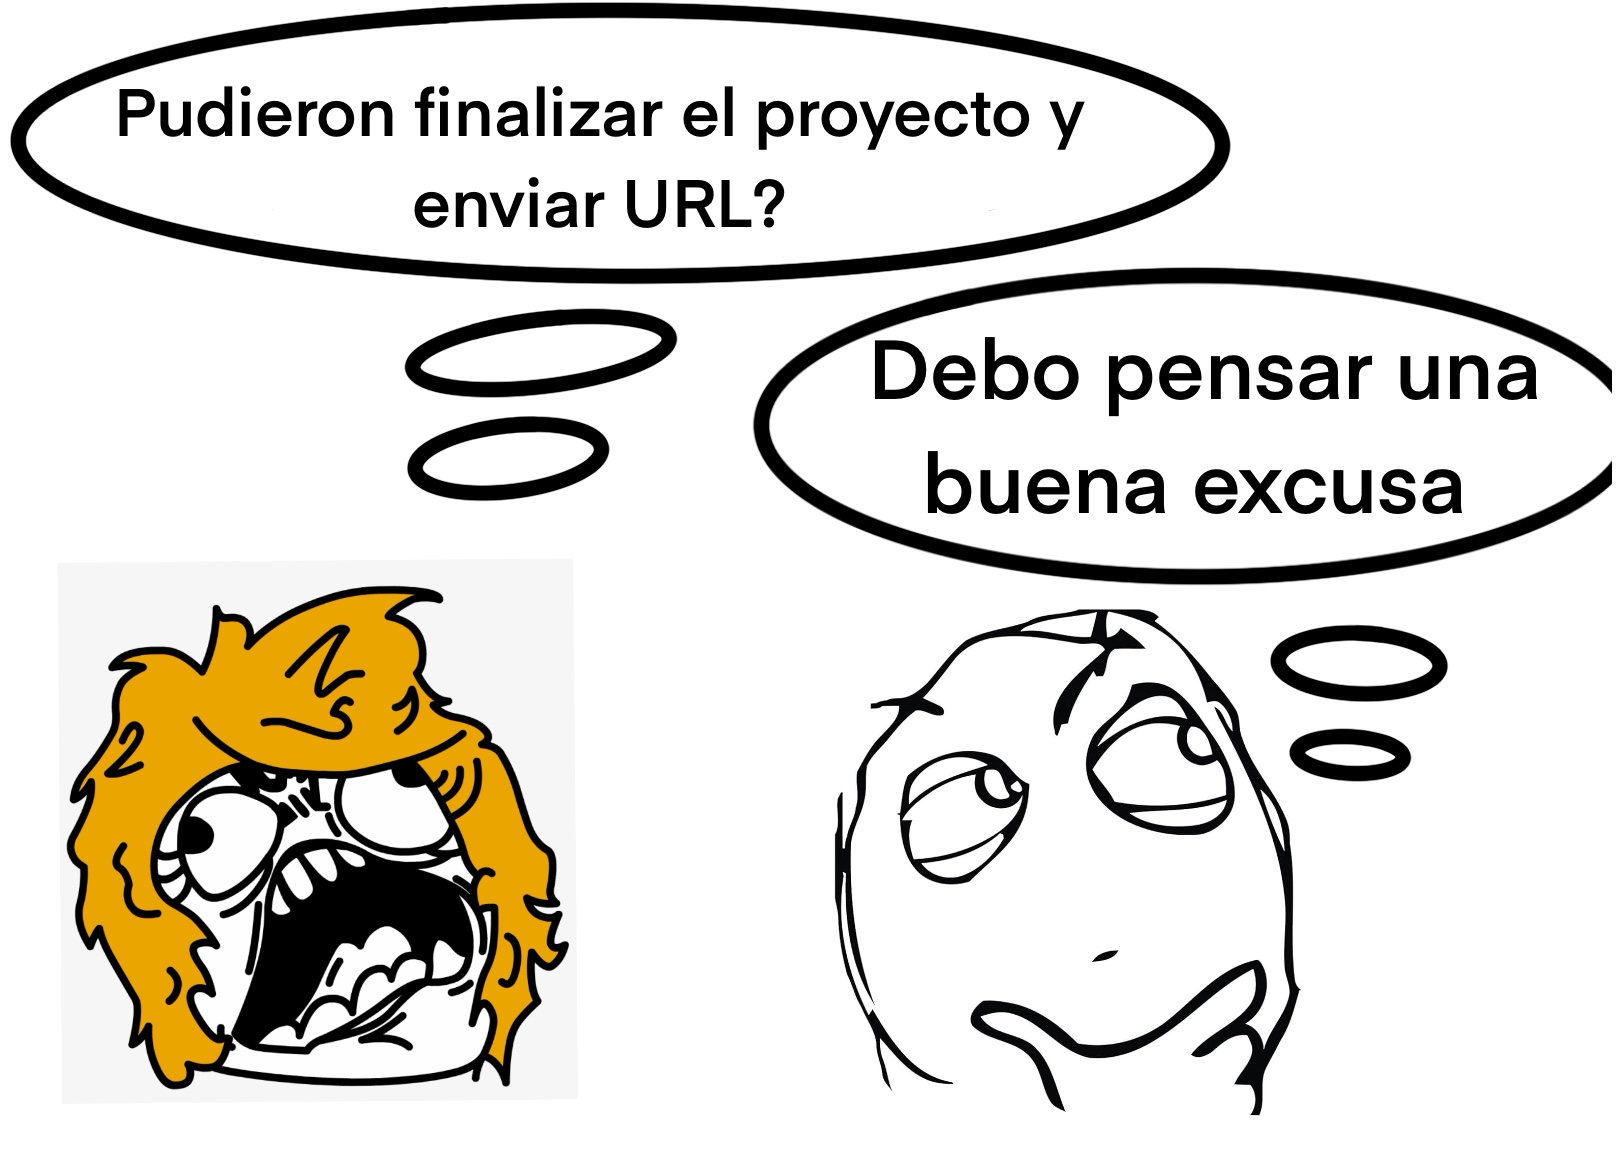 Pudieron finalizar el proyecto y
enviar URL?
Debo pensar una
buena excusa